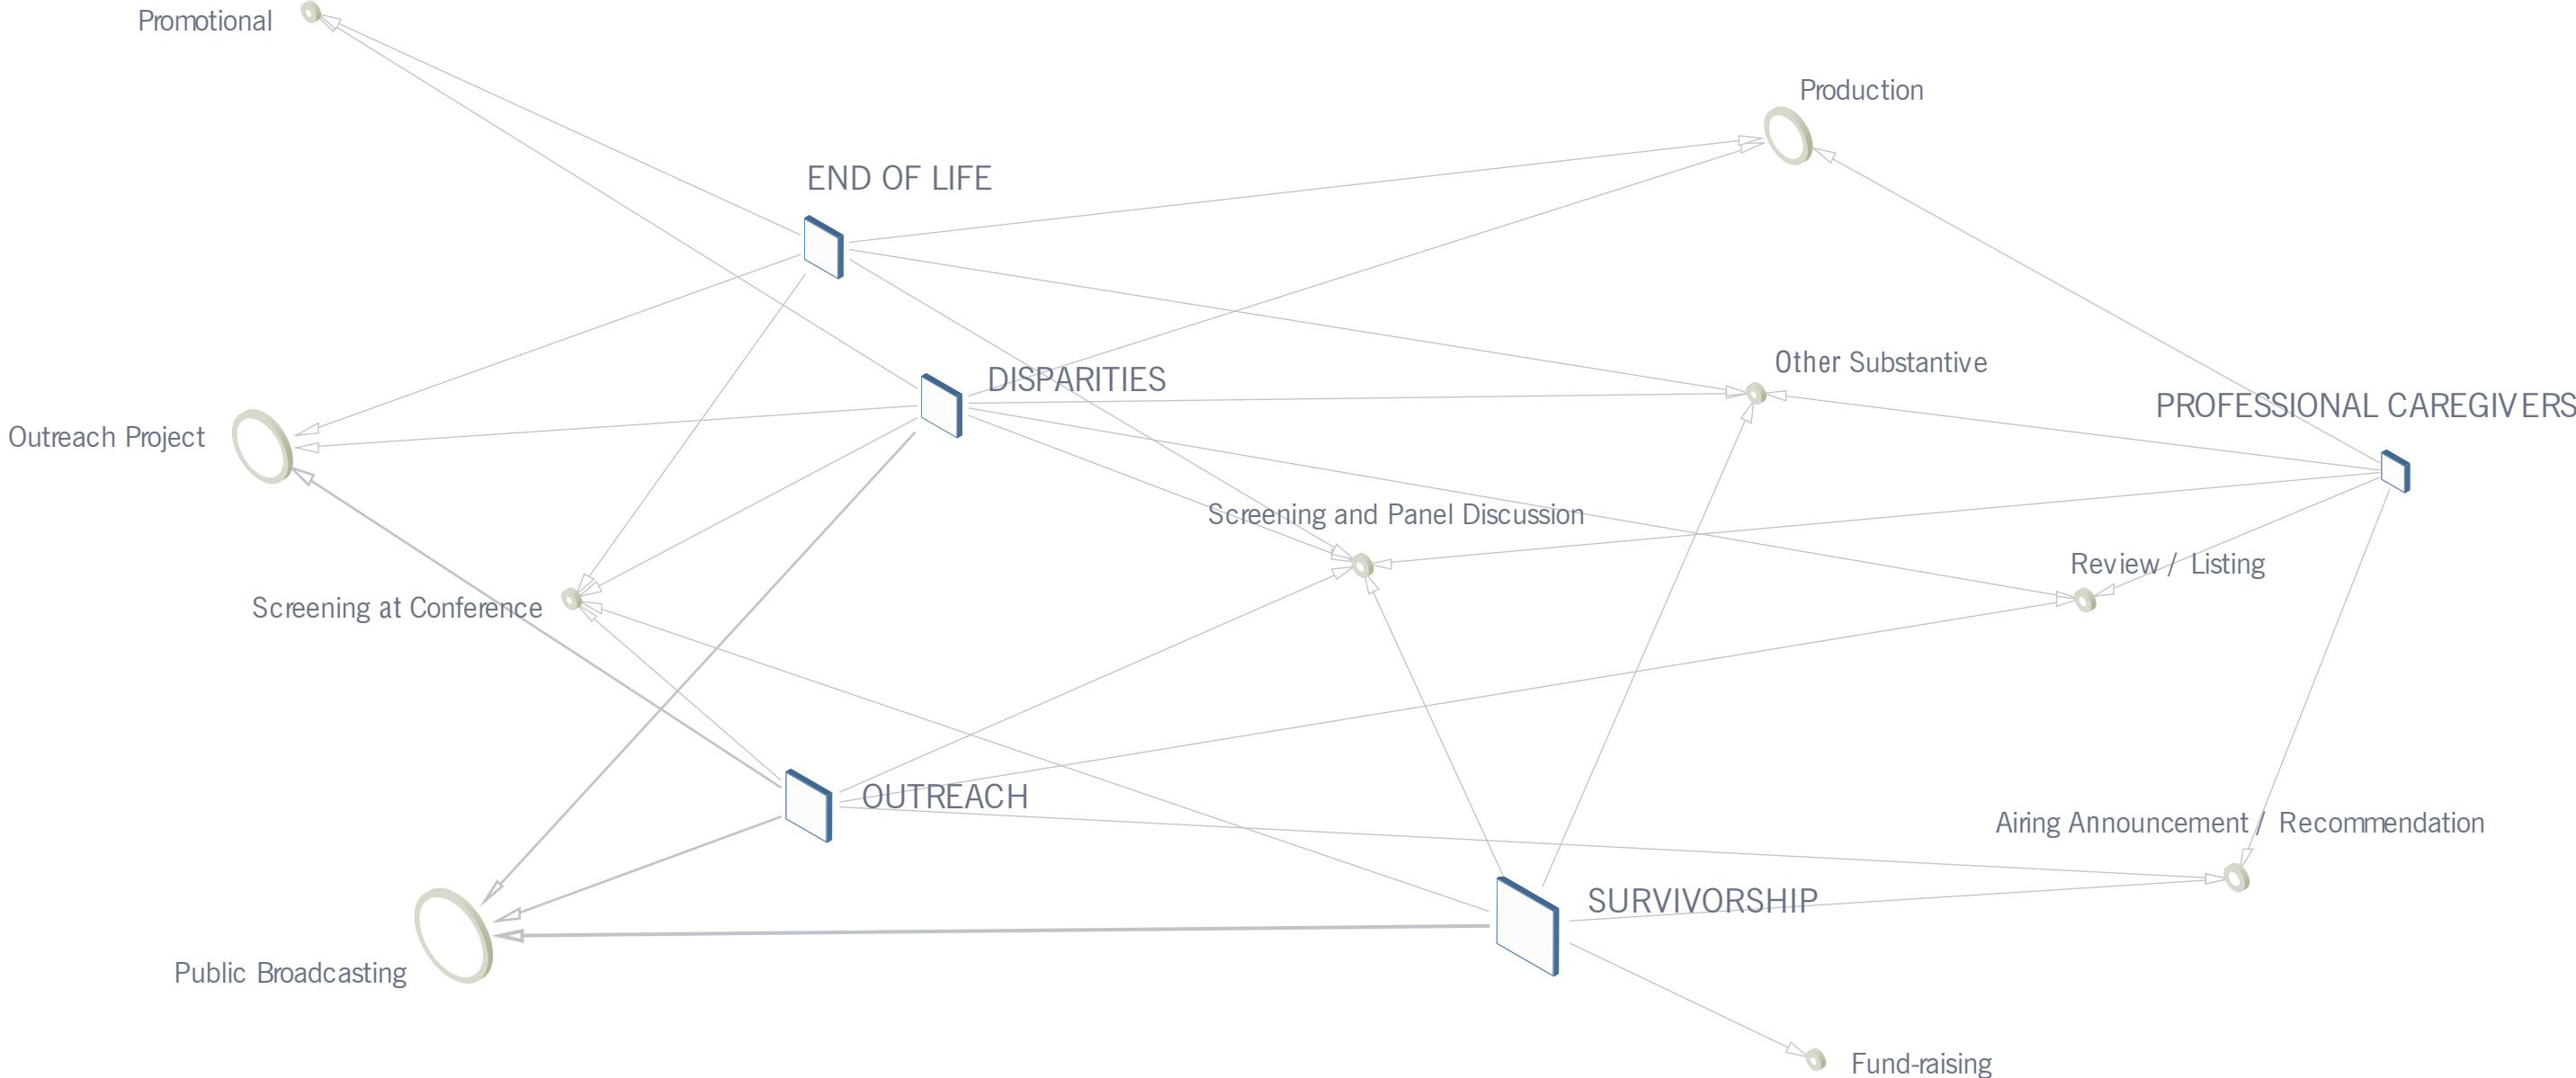 Promotional
Production
END OF LIFE
Other Substantive
DISPARITIES
PROFESSIONAL CAREGIVERS
Outreach Project
Screening and Panel Discussion
Review / Listing
Screening at Conference
OUTREACH
Airing Announcement / Recommendation
SURVIVORSHIP
Public Broadcasting
Fund-raising